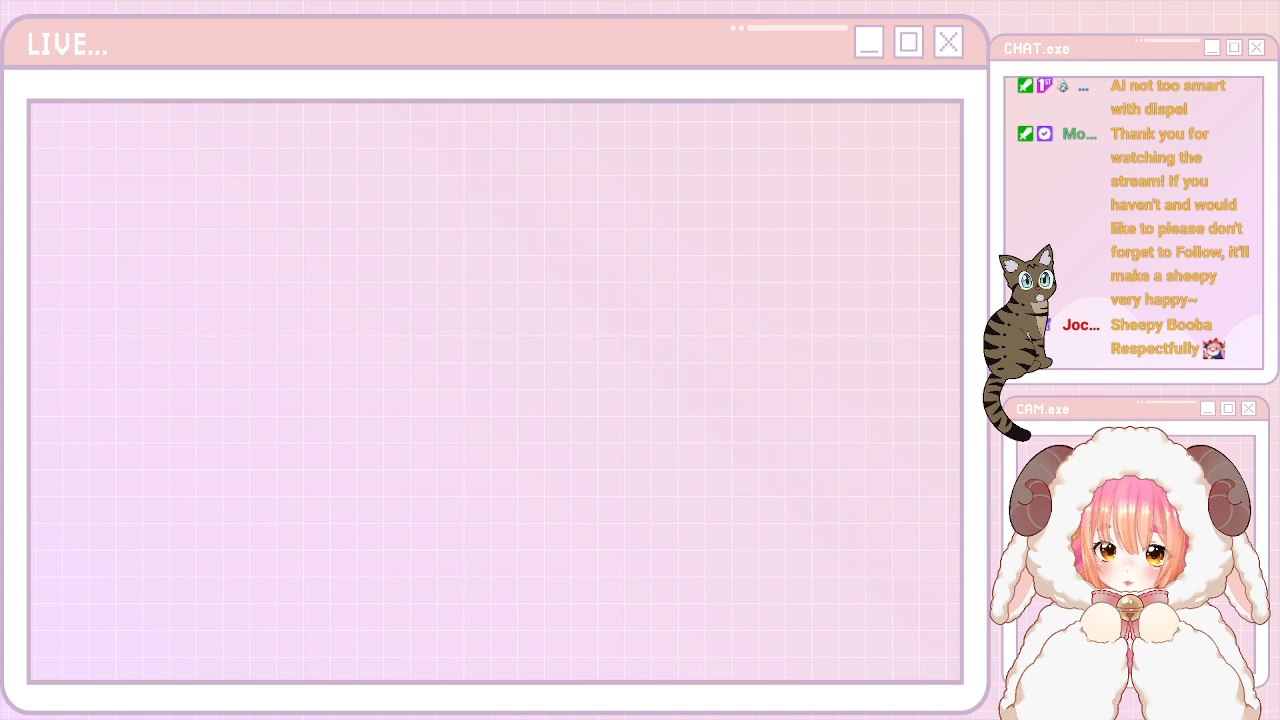 LIVE...
CHAT.exe
... AI not too smart
with dispel
Mo... Thank you for
watching the
stream! If you
haven't and would
like to please don't
forget to Follow, it'll
make a sheepy
very happy~
Joc... Sheepy Booba
Respectfully
CAM.exe